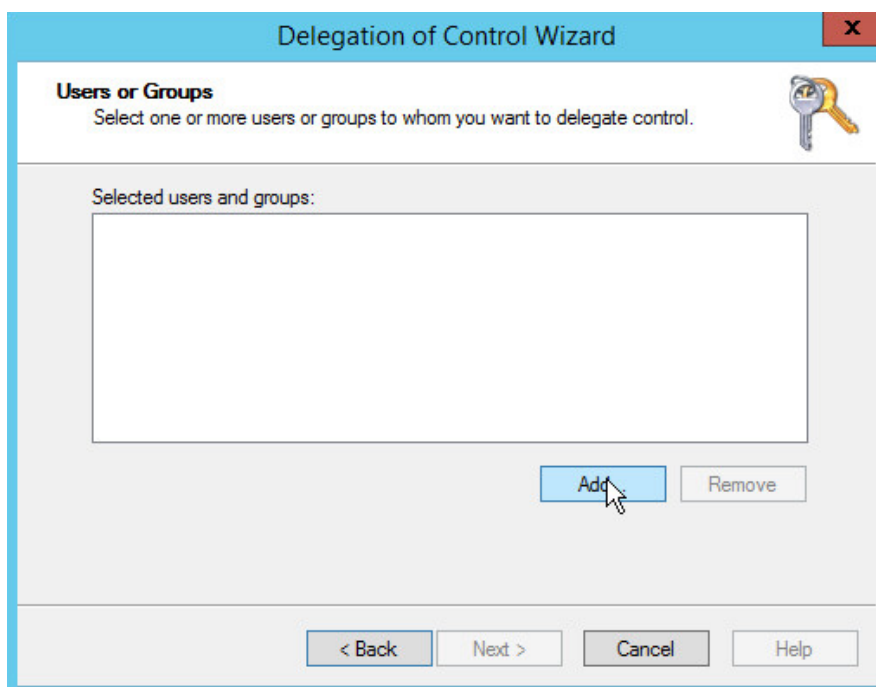 Delegation of Control Wizard
x
Users or Groups
Select one or more users or groups to whom you want to delegate control.
Selected users and groups:
Add...
Remove
< Back
Next >
Cancel
Help